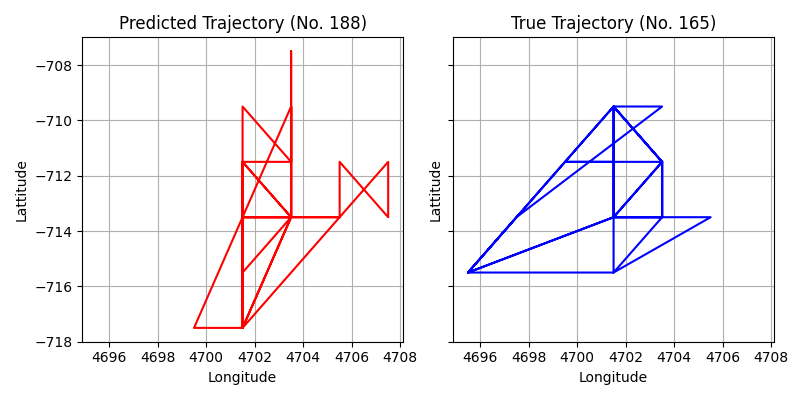 Predicted Trajectory (No. 188)
True Trajectory (No. 165)
Lattitude
−708
−710
−712
−714
−716
−718
4696 4698 4700 4702 4704 4706 4708
Longitude
Lattitude
4696 4698 4700 4702 4704 4706 4708
Longitude